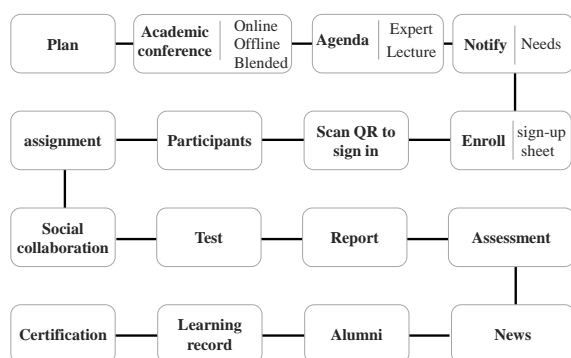 Plan
Academic
conference
Online
Offline
Blended
Agenda
Expert
Lecture
Notify
Needs
assignment
Participants
Scan QR to
sign in
Enroll
sign-up
sheet
Social
collaboration
Test
Report
Assessment
Certification
Learning
record
Alumni
News